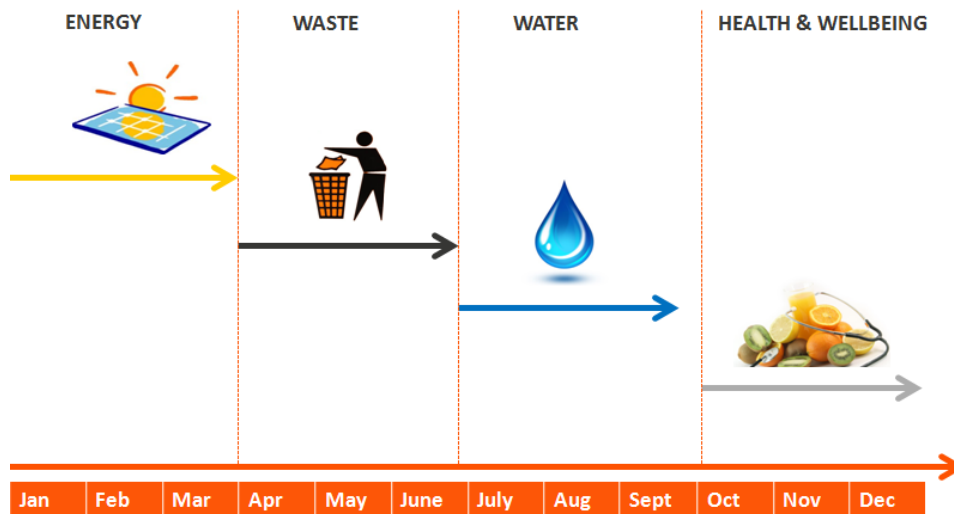 ENERGY WASTE WATER HEALTH & WELLBEING
Jan Feb Mar Apr May June July Aug Sept Oct Nov Dec